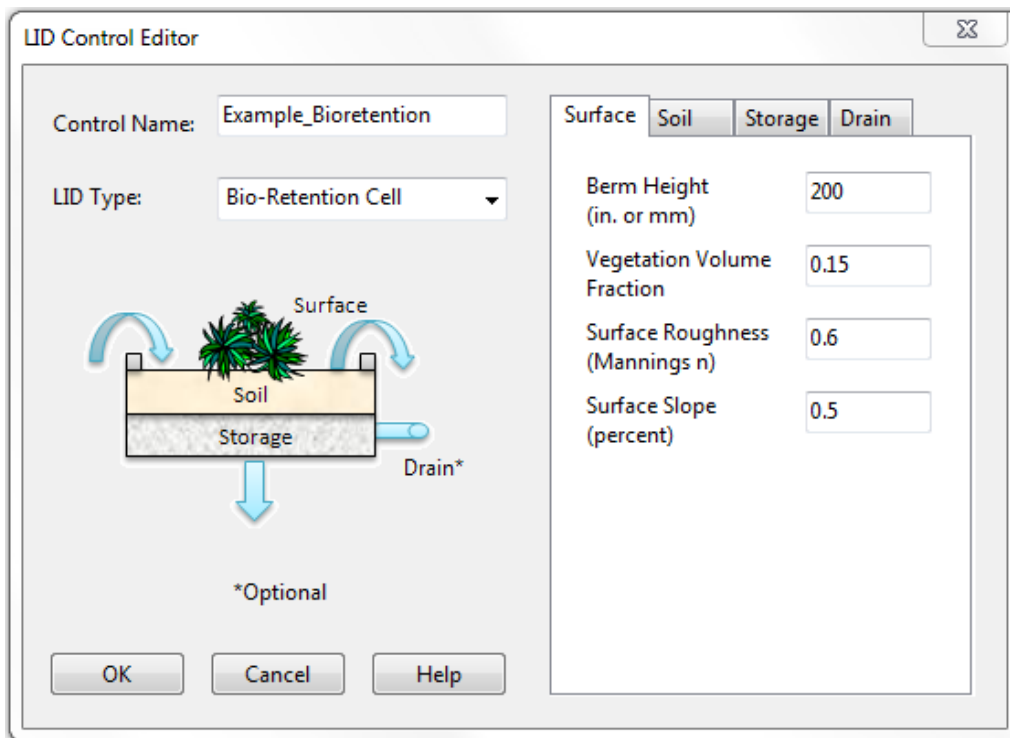 LID Control Editor
Control Name:
Example_Bioretention
LID Type:
Bio-Retention Cell
Surface
Soil
Storage
Drain*
*Optional
OK
Cancel
Help
Surface
Soil
Storage
Drain
Berm Height
(in. or mm)
200
Vegetation Volume
Fraction
0.15
Surface Roughness
(Mannings n)
0.6
Surface Slope
(percent)
0.5